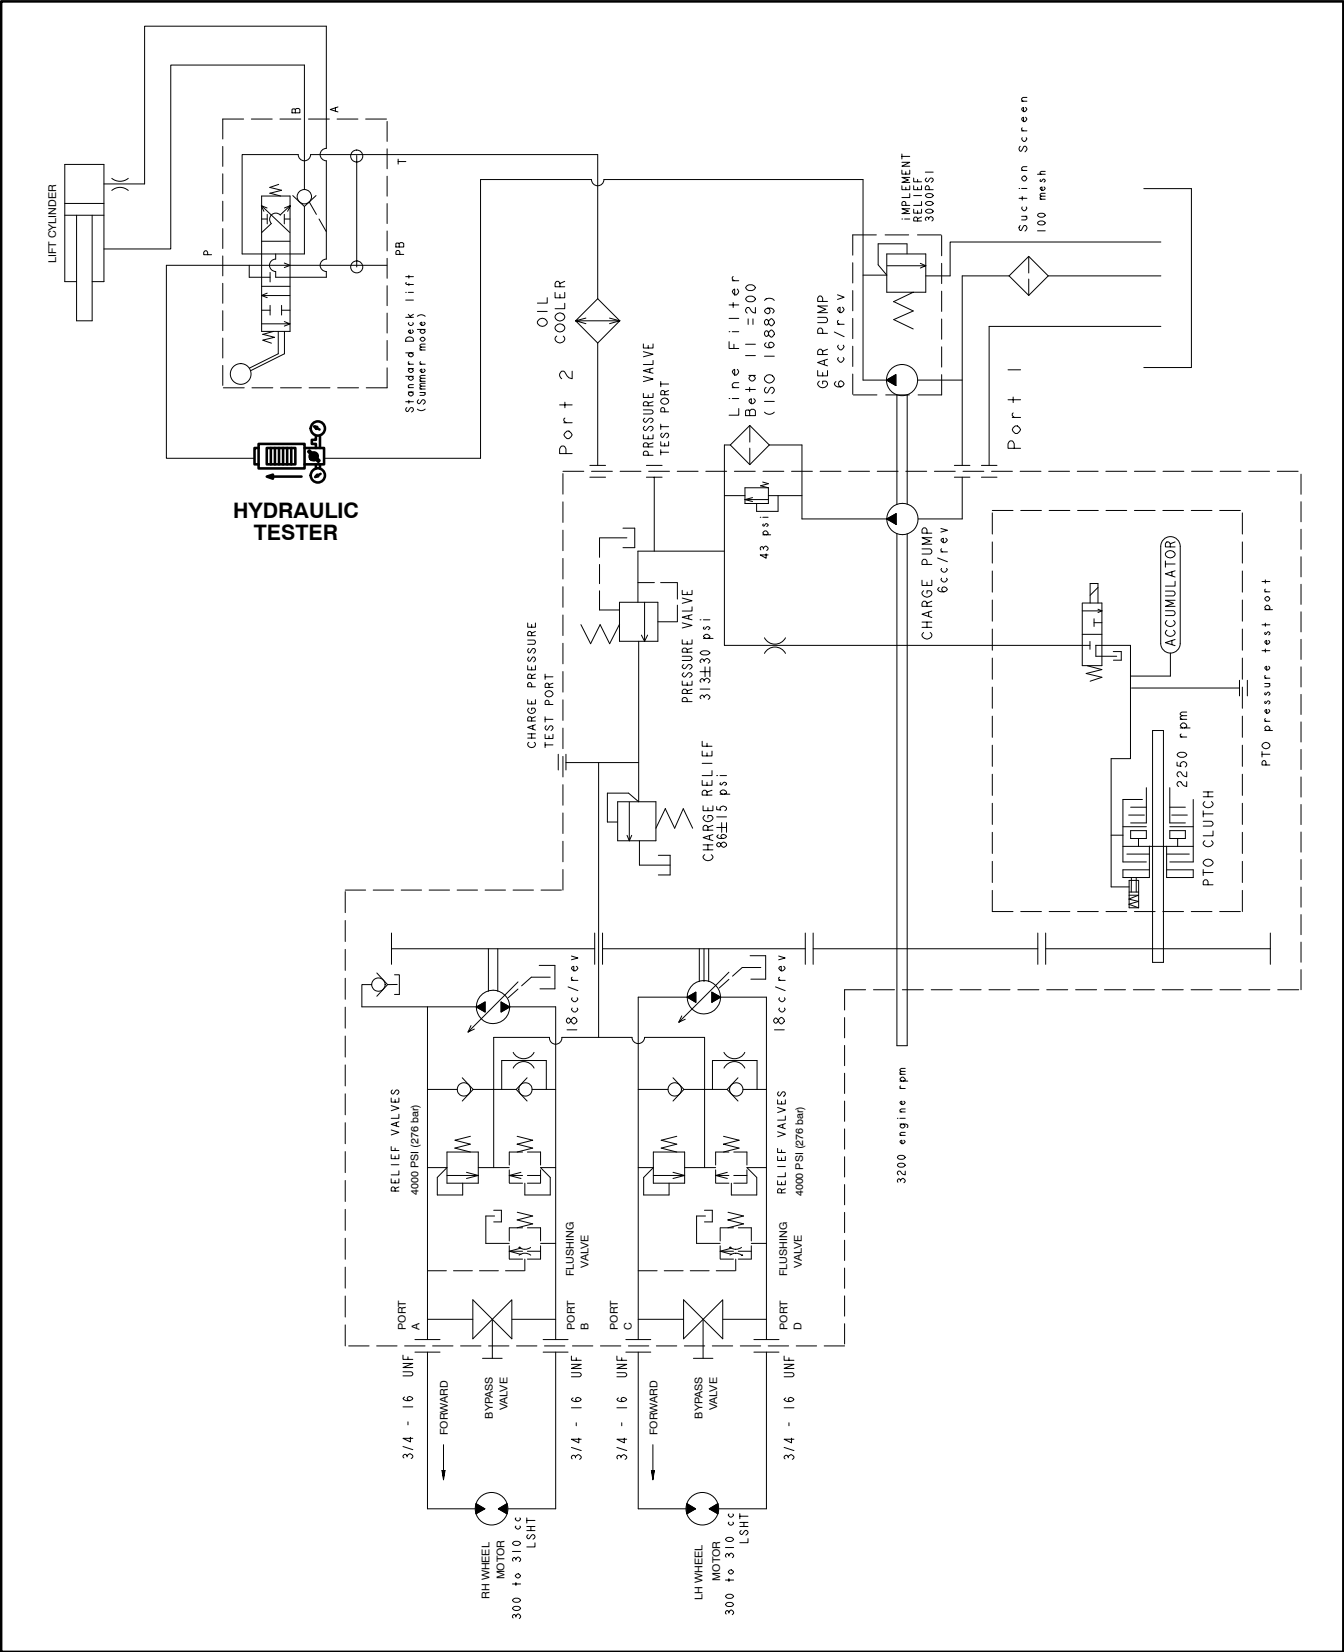 LIFT CYLINDER
P
B
A
T
PB
Standard Deck lift
(Summer mode)
HYDRAULIC
TESTER
OIL
COOLER
Port 2
PRESSURE VALVE
TEST PORT
Line Filter
Beta 11 =200
(ISO 16889)
GEAR PUMP
6 cc/rev
iMPLEMENT
RELIEF
3000PSI
Suction Screen
100 mesh
Port 1
43 psi
CHARGE PUMP
6cc/rev
CHARGE PRESSURE
TEST PORT
PRESSURE VALVE
313±30 psi
CHARGE RELIEF
86±15 psi
ACCUMULATOR
PTO pressure test port
2250 rpm
PTO CLUTCH
18cc/rev
18cc/rev
RELIEF VALVES
4000 PSI (276 bar)
RELIEF VALVES
4000 PSI (276 bar)
3200 engine rpm
FLUSHING
VALVE
FLUSHING
VALVE
PORT
A
PORT
B
PORT
C
PORT
D
3/4 - 16 UNF
3/4 - 16 UNF
3/4 - 16 UNF
3/4 - 16 UNF
FORWARD
BYPASS
VALVE
FORWARD
BYPASS
VALVE
RH WHEEL
MOTOR
300 to 310 cc
LSHT
LH WHEEL
MOTOR
300 to 310 cc
LSHT